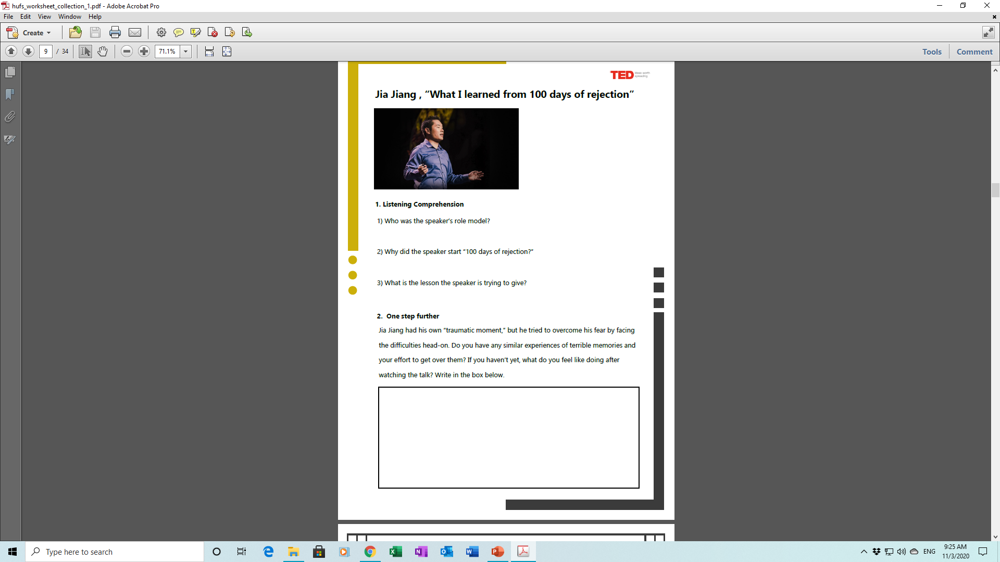 hufs_worksheet_collection_1.pdf - Adobe Acrobat Pro
File Edit View Window Help
Create
9 / 34 71.1% Tools Comment
TED ideas worth
spreading
Jia Jiang , “What I learned from 100 days of rejection”
1. Listening Comprehension
1) Who was the speaker’s role model?
2) Why did the speaker start “100 days of rejection?”
3) What is the lesson the speaker is trying to give?
2. One step further
Jia Jiang had his own “traumatic moment,” but he tried to overcome his fear by facing
the difficulties head-on. Do you have any similar experiences of terrible memories and
your effort to get over them? If you haven’t yet, what do you feel like doing after
watching the talk? Write in the box below.
Type here to search
ENG
9:25 AM
11/3/2020